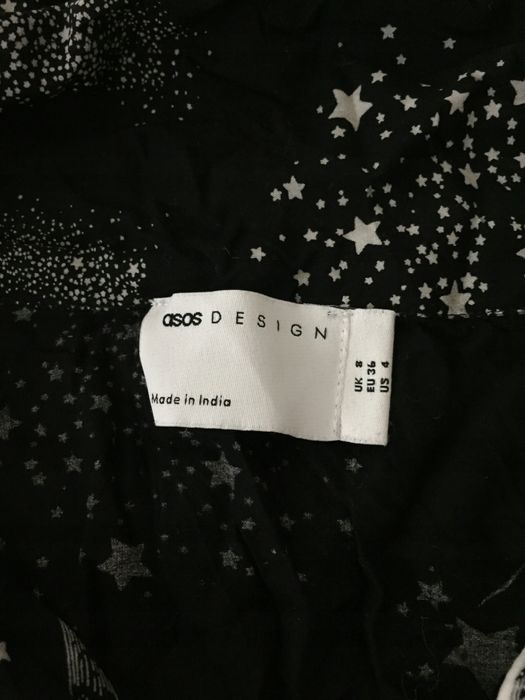 asos DESIGN
Made in India
UK 8
EU 36
US 4